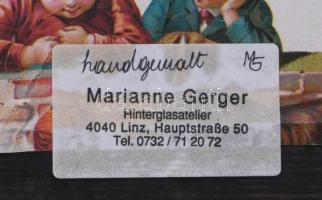 handgemalt MG
Marianne Gerger
Hinterglasatelier
4040 Linz, Hauptstraße 50
Tel. 0732 / 71 20 72